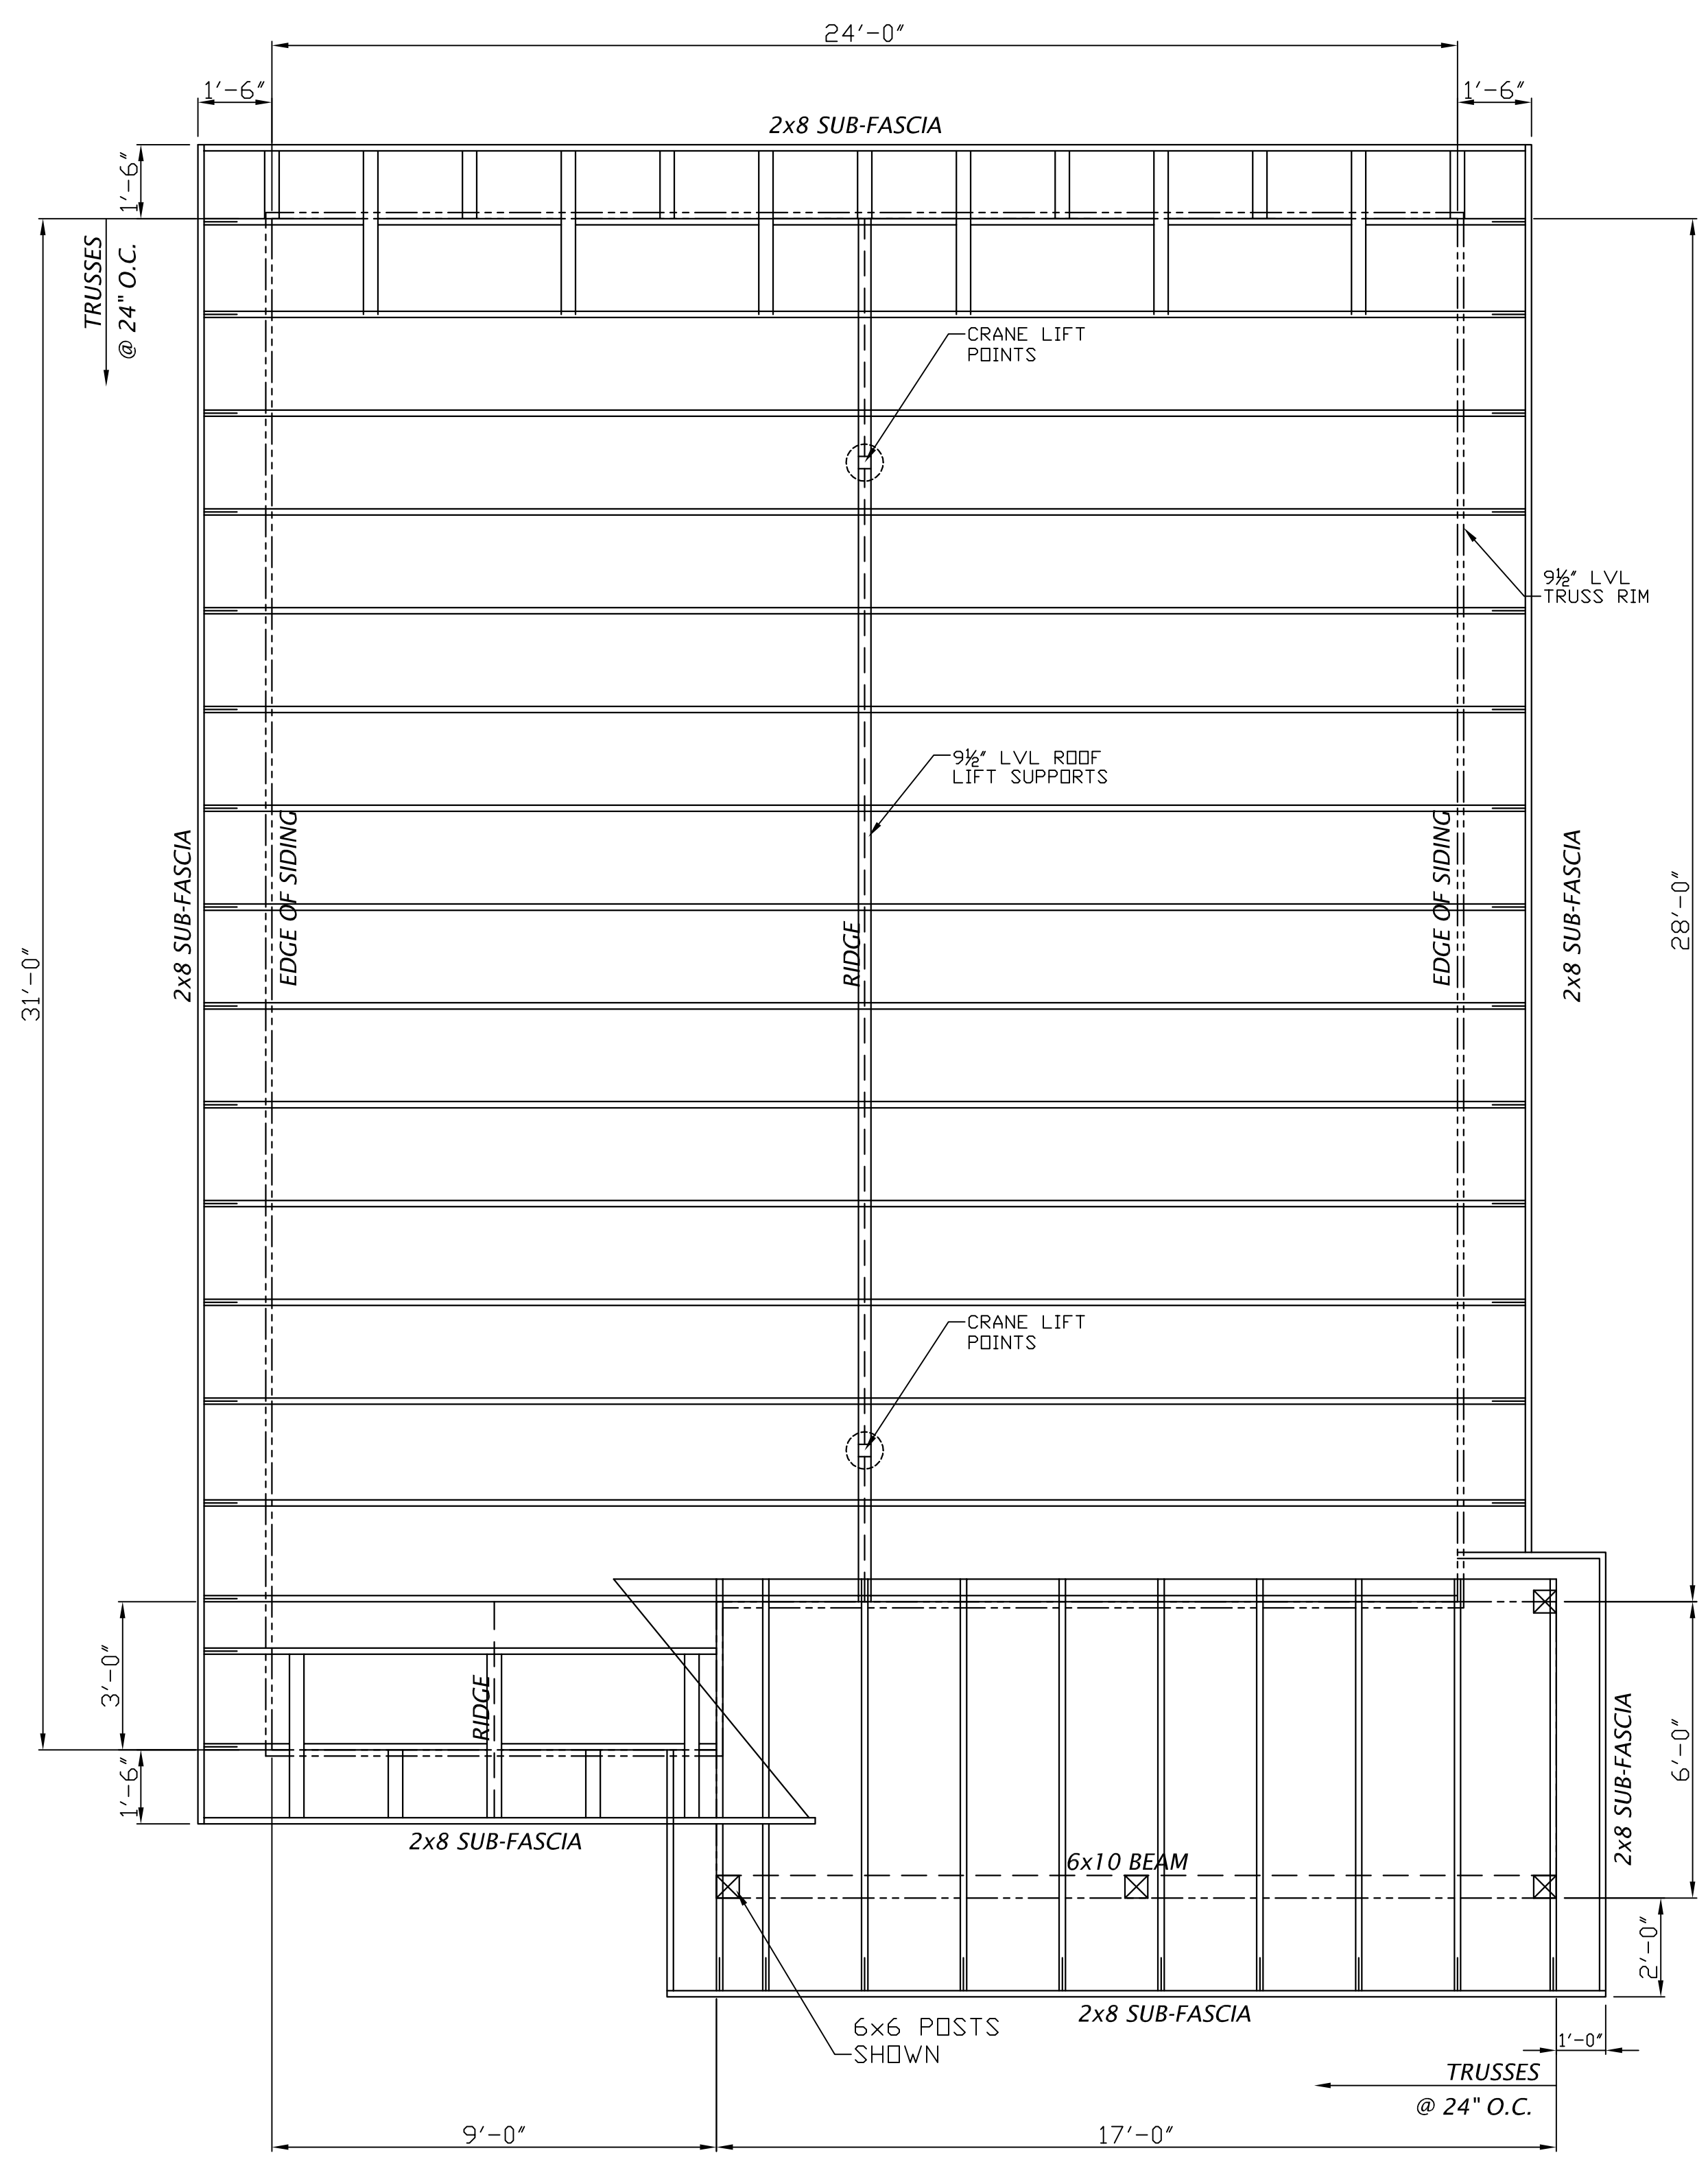 24'-0"
1'-6"
1'-6"
2x8 SUB-FASCIA
1'-6"
TRUSSES
@ 24" O.C.
CRANE LIFT
POINTS
9½" LVL
TRUSS RIM
9½" LVL ROOF
LIFT SUPPORTS
2x8 SUB-FASCIA
EDGE OF SIDING
RIDGE
EDGE OF SIDING
2x8 SUB-FASCIA
28'-0"
31'-0"
CRANE LIFT
POINTS
3'-0"
RIDGE
1'-6"
2x8 SUB-FASCIA
6x10 BEAM
2x8 SUB-FASCIA
6'-0"
2'-0"
2x8 SUB-FASCIA
6x6 POSTS
SHOWN
1'-0"
TRUSSES
@ 24" O.C.
9'-0"
17'-0"